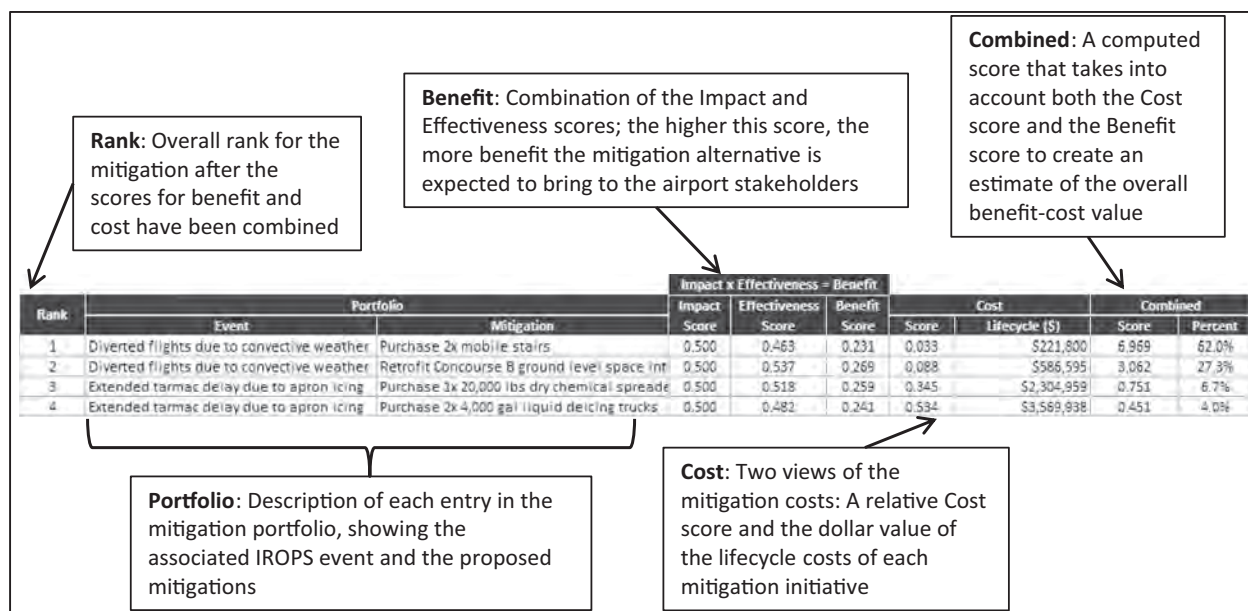 Combined: A computed
score that takes into
account both the Cost
score and the Benefit
score to create an
estimate of the overall
benefit-cost value
Benefit: Combination of the Impact and
Effectiveness scores; the higher this score, the
more benefit the mitigation alternative is
expected to bring to the airport stakeholders
Rank: Overall rank for the
mitigation after the
scores for benefit and
cost have been combined
Impact x Effectiveness = Benefit
Rank Portfolio Impact Effectiveness Benefit Cost Combined
Event Mitigation Score Score Score Score Lifecycle ($) Score Percent
1 Diverted flights due to convective weather Purchase 2x mobile stairs 0.500 0.463 0.231 0.033 $221,800 6.969 62.0%
2 Diverted flights due to convective weather Retrofit Concourse B ground level space int 0.500 0.537 0.269 0.088 $586,595 3.062 27.3%
3 Extended tarmac delay due to apron icing Purchase 1x 20,000 lbs dry chemical spreade 0.500 0.518 0.259 0.345 $2,304,959 0.751 6.7%
4 Extended tarmac delay due to apron icing Purchase 2x 4,000 gal liquid deicing trucks 0.500 0.482 0.241 0.534 $3,569,938 0.451 4.0%
Portfolio: Description of each entry in the
mitigation portfolio, showing the
associated IROPS event and the proposed
mitigations
Cost: Two views of the
mitigation costs: A relative Cost
score and the dollar value of
the lifecycle costs of each
mitigation initiative